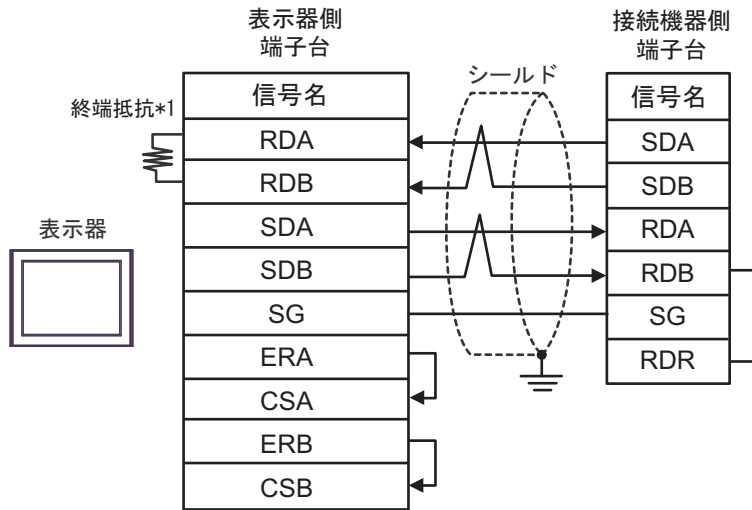 表示器側
端子台
接続機器側
端子台
シールド
終端抵抗*1
表示器
信号名
RDA
RDB
SDA
SDB
SG
ERA
CSA
ERB
CSB
信号名
SDA
SDB
RDA
RDB
SG
RDR